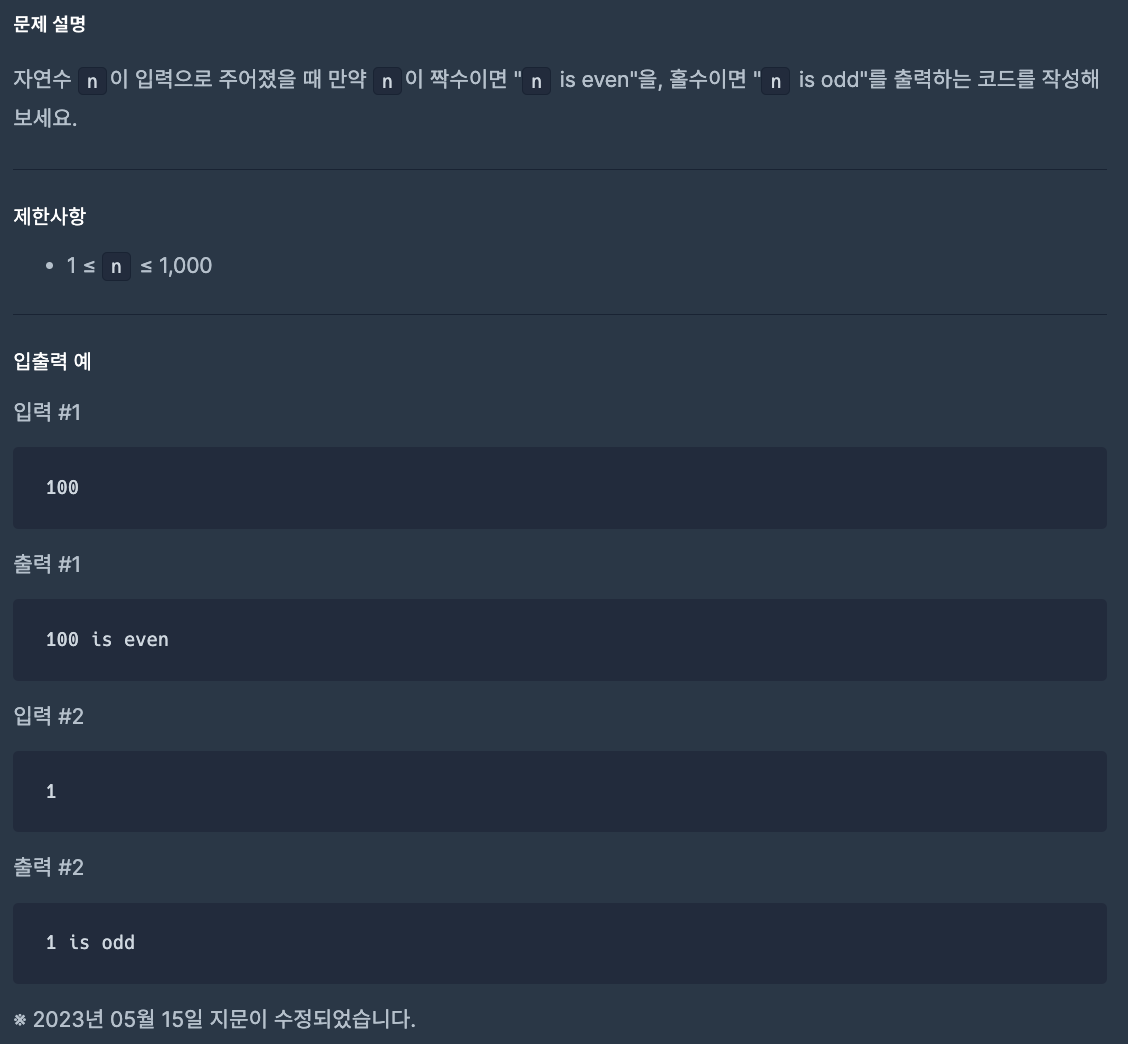 문제 설명
자연수 n이 입력으로 주어졌을 때 만약 n이 짝수이면 "n is even"을, 홀수이면 "n is odd"를 출력하는 코드를 작성해
보세요.
제한사항
• 1 ≤ n ≤ 1,000
입출력 예
입력 #1
100
출력 #1
100 is even
입력 #2
1
출력 #2
1 is odd
※ 2023년 05월 15일 지문이 수정되었습니다.